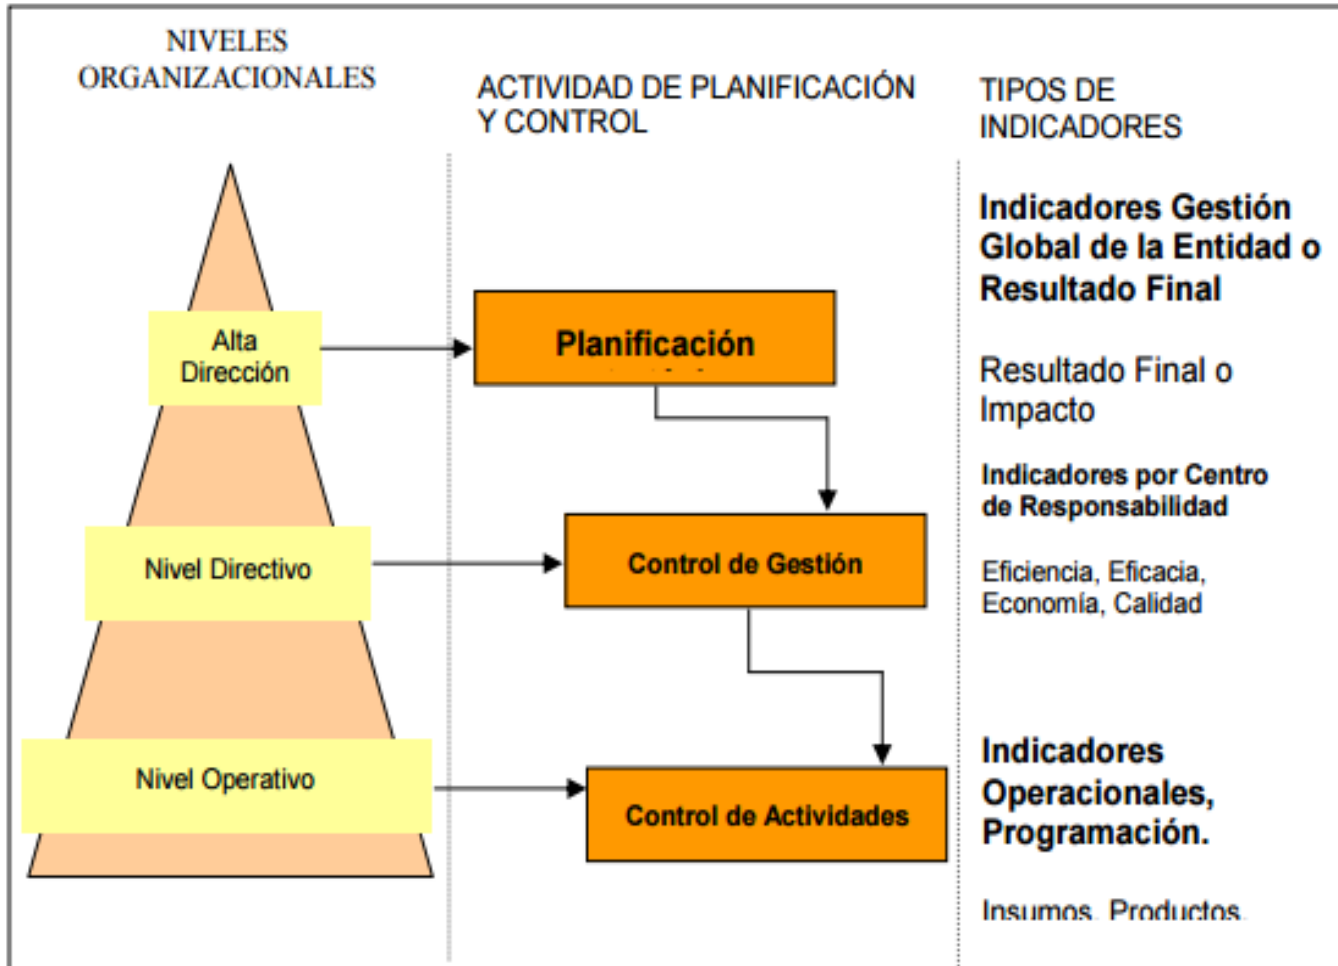 NIVELES
ORGANIZACIONALES
ACTIVIDAD DE PLANIFICACIÓN
Y CONTROL
TIPOS DE
INDICADORES
Alta
Dirección
Planificación
Indicadores Gestión
Global de la Entidad o
Resultado Final
Resultado Final o
Impacto
Nivel Directivo
Control de Gestión
Indicadores por Centro
de Responsabilidad
Eficiencia, Eficacia,
Economía, Calidad
Nivel Operativo
Control de Actividades
Indicadores
Operacionales,
Programación.
Insumos, Productos,